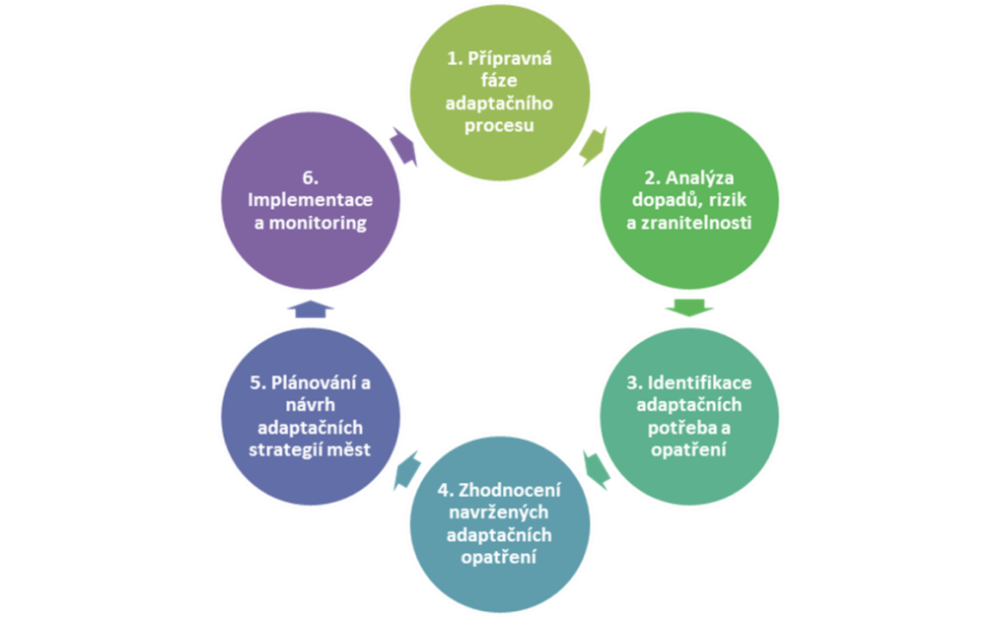 1. Přípravná
fáze
adaptačního
procesu
2. Analýza
dopadů, rizik
a zranitelnosti
3. Identifikace
adaptačních
potřeba a
opatření
4. Zhodnocení
navržených
adaptačních
opatření
5. Plánování a
návrh
adaptačních
strategií měst
6.
Implementace
a monitoring